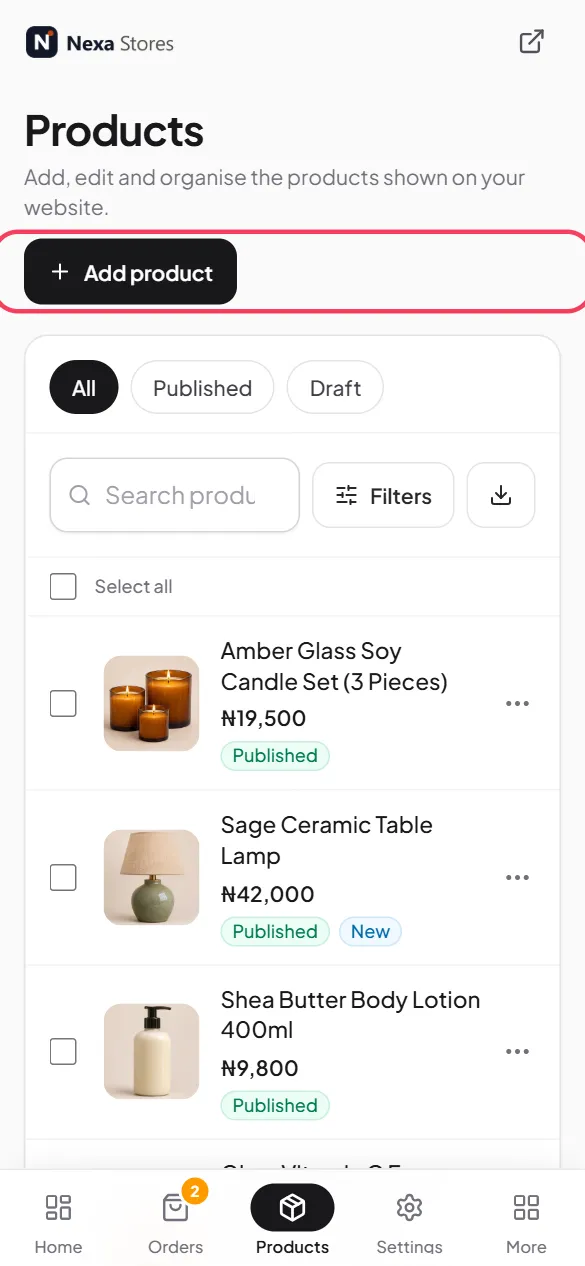 N Nexa Stores
Products
Add, edit and organise the products shown on your
website.
+ Add product
All Published Draft
Search produ Filters
Select all
Amber Glass Soy
Candle Set (3 Pieces)
₦19,500
Published
Sage Ceramic Table
Lamp
₦42,000
Published New
Shea Butter Body Lotion
400ml
₦9,800
Published
2
Home Orders Products Settings More